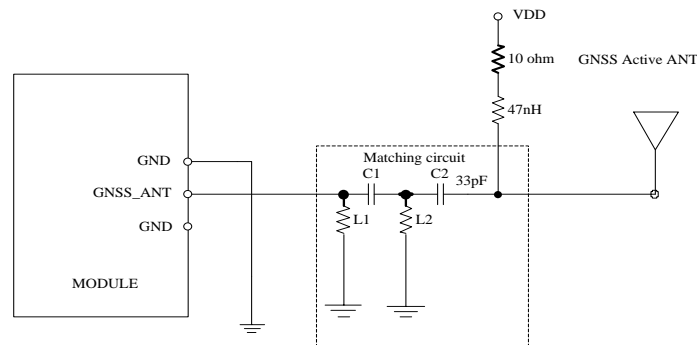 VDD
10 ohm
GNSS Active ANT
47nH
GND
Matching circuit
C1
C2
33pF
GNSS_ANT
L1
L2
GND
MODULE